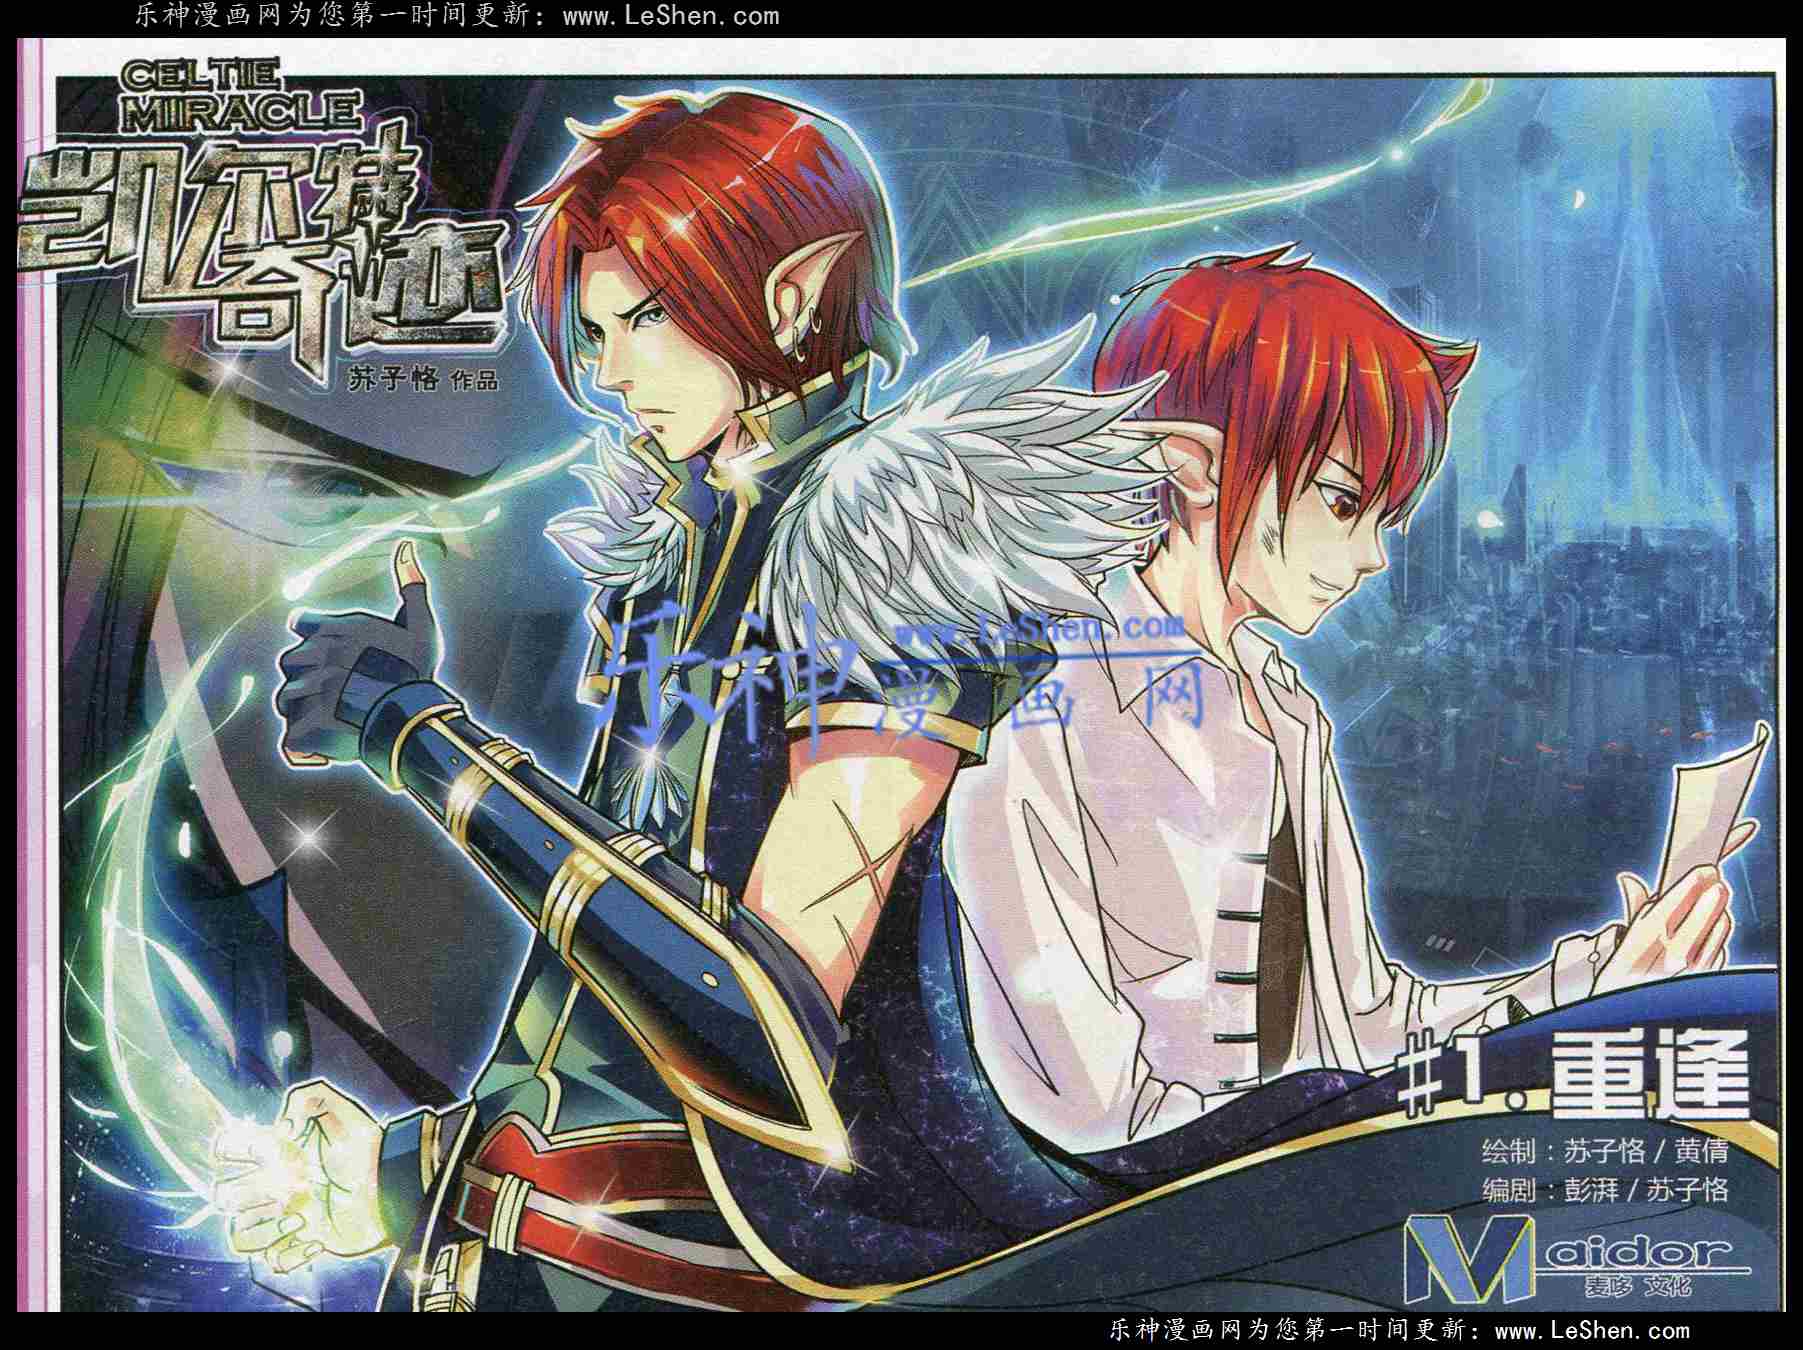 乐神漫画网为您第一时间更新：www.LeShen.com
CELTIE
MIRACLE
凯尔特
奇迹
苏子恪 作品
www.LeShen.com
乐神漫画网
#1. 重逢
绘制：苏子恪 / 黄倩
编剧：彭湃 / 苏子恪
Maidor
麦哆 文化
乐神漫画网为您第一时间更新：www.LeShen.com